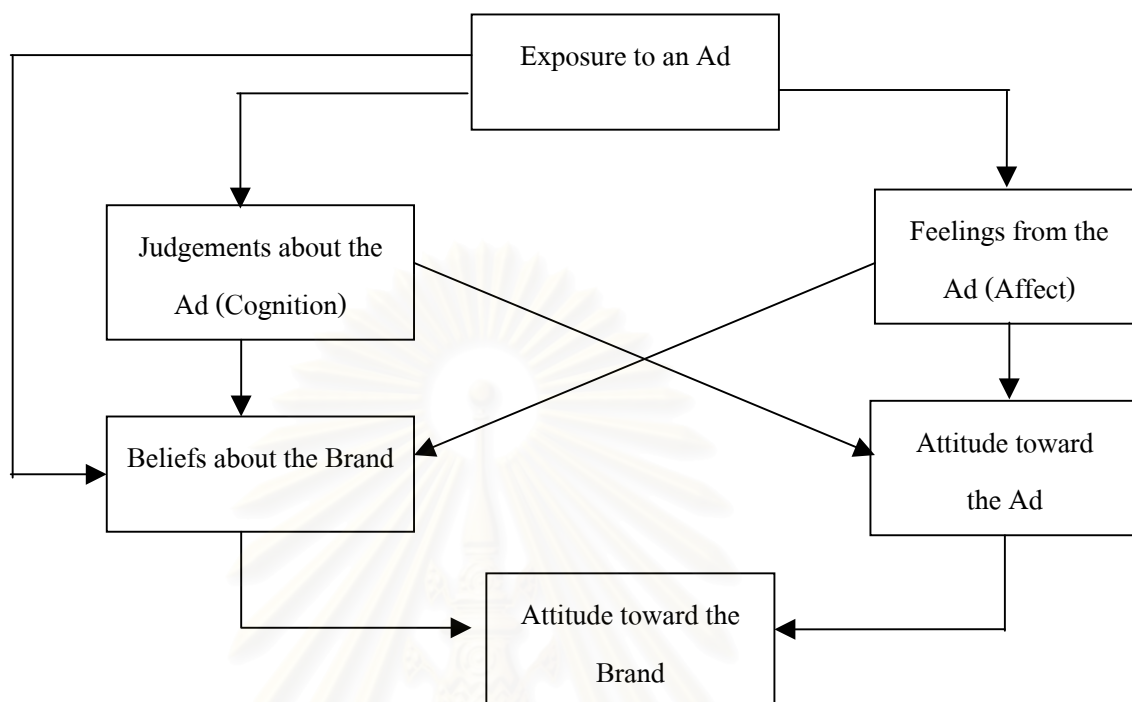 Exposure to an Ad
Judgements about the
Ad (Cognition)
Feelings from the
Ad (Affect)
Beliefs about the Brand
Attitude toward
the Ad
Attitude toward the
Brand